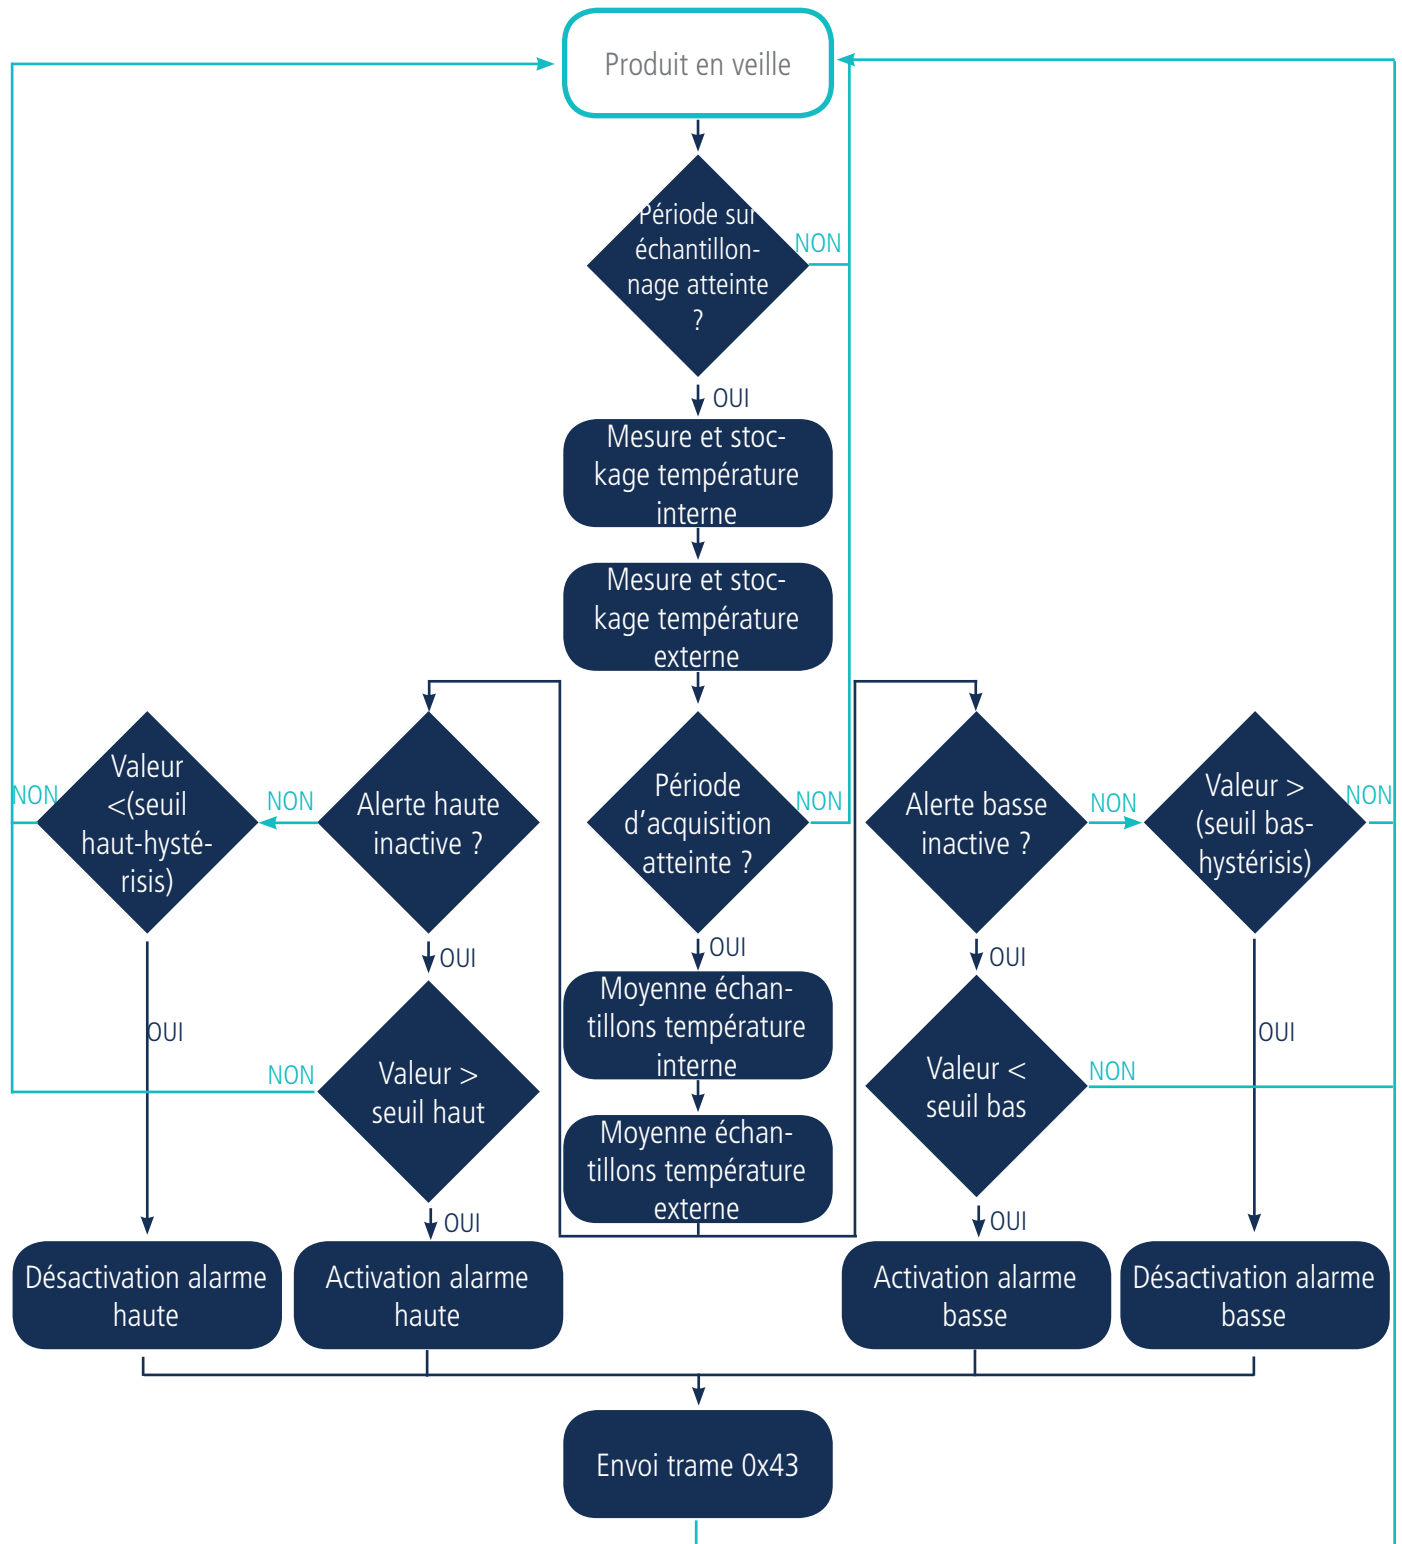 Produit en veille
Période sur
échantillon-
nage atteinte
?
NON
OUI
Mesure et stoc-
kage température
interne
Mesure et stoc-
kage température
externe
Valeur
<(seuil
haut-hysté-
risis)
NON
NON
Alerte haute
inactive ?
Période
d'acquisition
atteinte ?
NON
Alerte basse
inactive ?
NON
Valeur >
(seuil bas-
hystérisis)
NON
OUI
OUI
OUI
Moyenne échan-
tillons température
interne
OUI
OUI
NON
Valeur >
seuil haut
Valeur <
seuil bas
NON
Moyenne échan-
tillons température
externe
OUI
OUI
Désactivation alarme
haute
Activation alarme
haute
Activation alarme
basse
Désactivation alarme
basse
Envoi trame 0x43